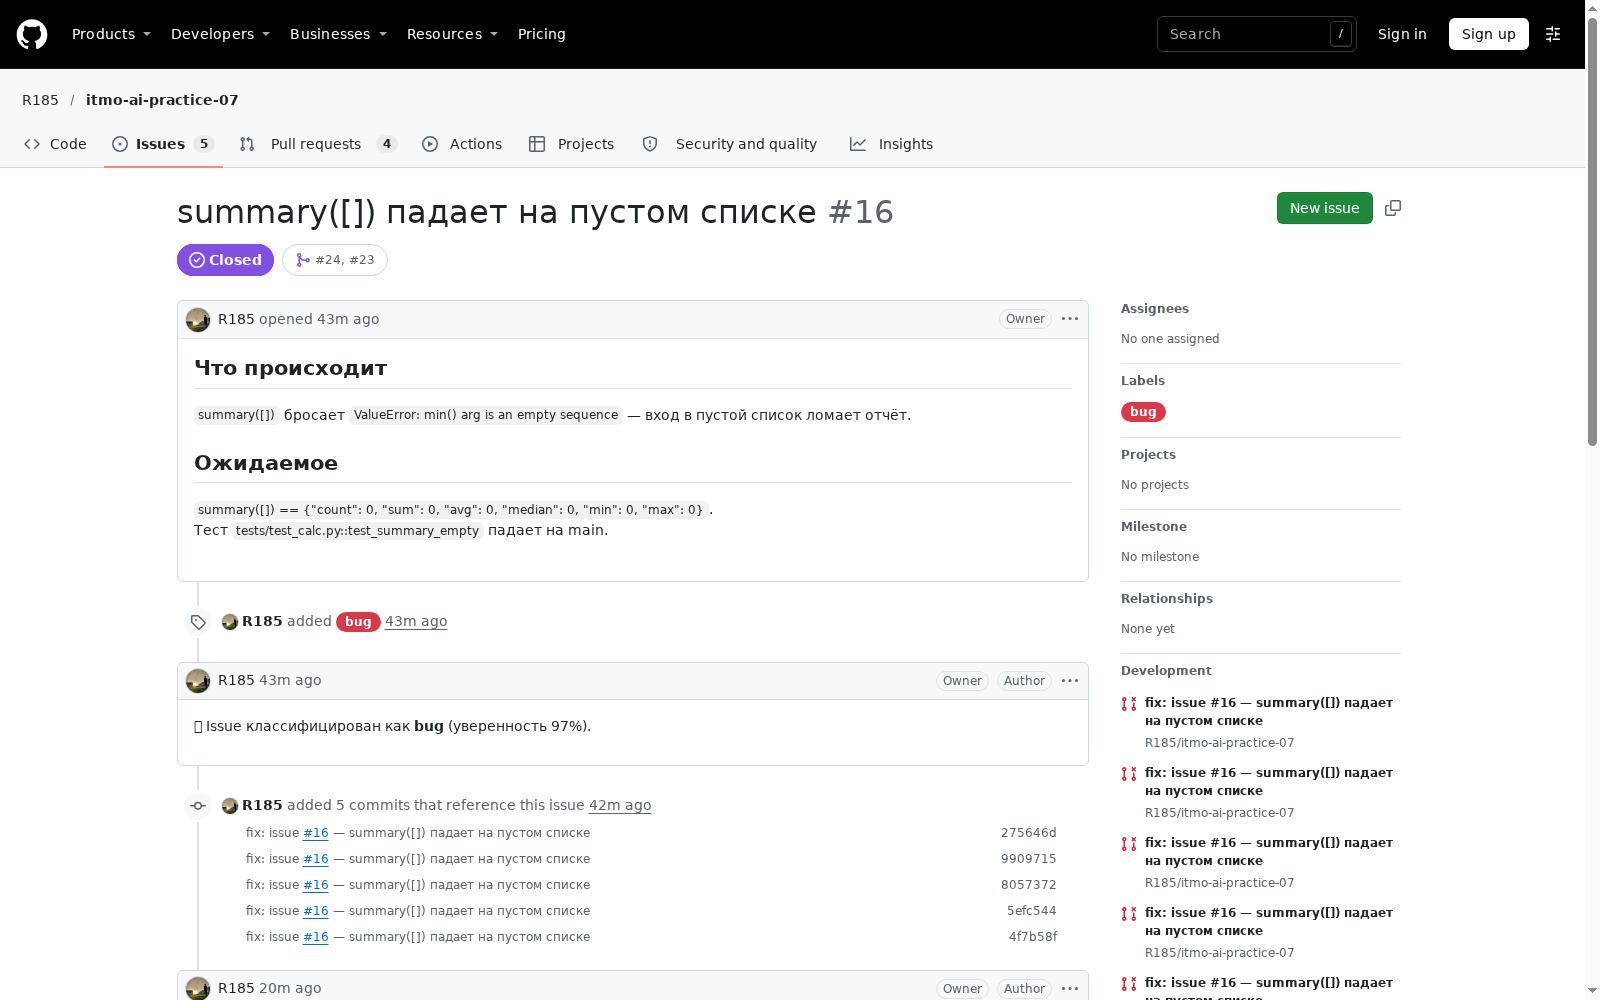 Products Developers Businesses Resources Pricing Search / Sign in Sign up
R185 / itmo-ai-practice-07
Code Issues 5 Pull requests 4 Actions Projects Security and quality Insights
summary([]) падает на пустом списке #16
New issue
Closed #24, #23
R185 opened 43m ago Owner
Что происходит
summary([]) бросает ValueError: min() arg is an empty sequence — вход в пустой список ломает отчёт.
Ожидаемое
summary([]) == {"count": 0, "sum": 0, "avg": 0, "median": 0, "min": 0, "max": 0} .
Тест tests/test_calc.py::test_summary_empty падает на main.
R185 added bug 43m ago
R185 43m ago Owner Author
Issue классифицирован как bug (уверенность 97%).
R185 added 5 commits that reference this issue 42m ago
fix: issue #16 — summary([]) падает на пустом списке 275646d
fix: issue #16 — summary([]) падает на пустом списке 9909715
fix: issue #16 — summary([]) падает на пустом списке 8057372
fix: issue #16 — summary([]) падает на пустом списке 5efc544
fix: issue #16 — summary([]) падает на пустом списке 4f7b58f
R185 20m ago Owner Author
Assignees
No one assigned
Labels
bug
Projects
No projects
Milestone
No milestone
Relationships
None yet
Development
fix: issue #16 — summary([]) падает
на пустом списке
R185/itmo-ai-practice-07
fix: issue #16 — summary([]) падает
на пустом списке
R185/itmo-ai-practice-07
fix: issue #16 — summary([]) падает
на пустом списке
R185/itmo-ai-practice-07
fix: issue #16 — summary([]) падает
на пустом списке
R185/itmo-ai-practice-07
fix: issue #16 — summary([]) падает